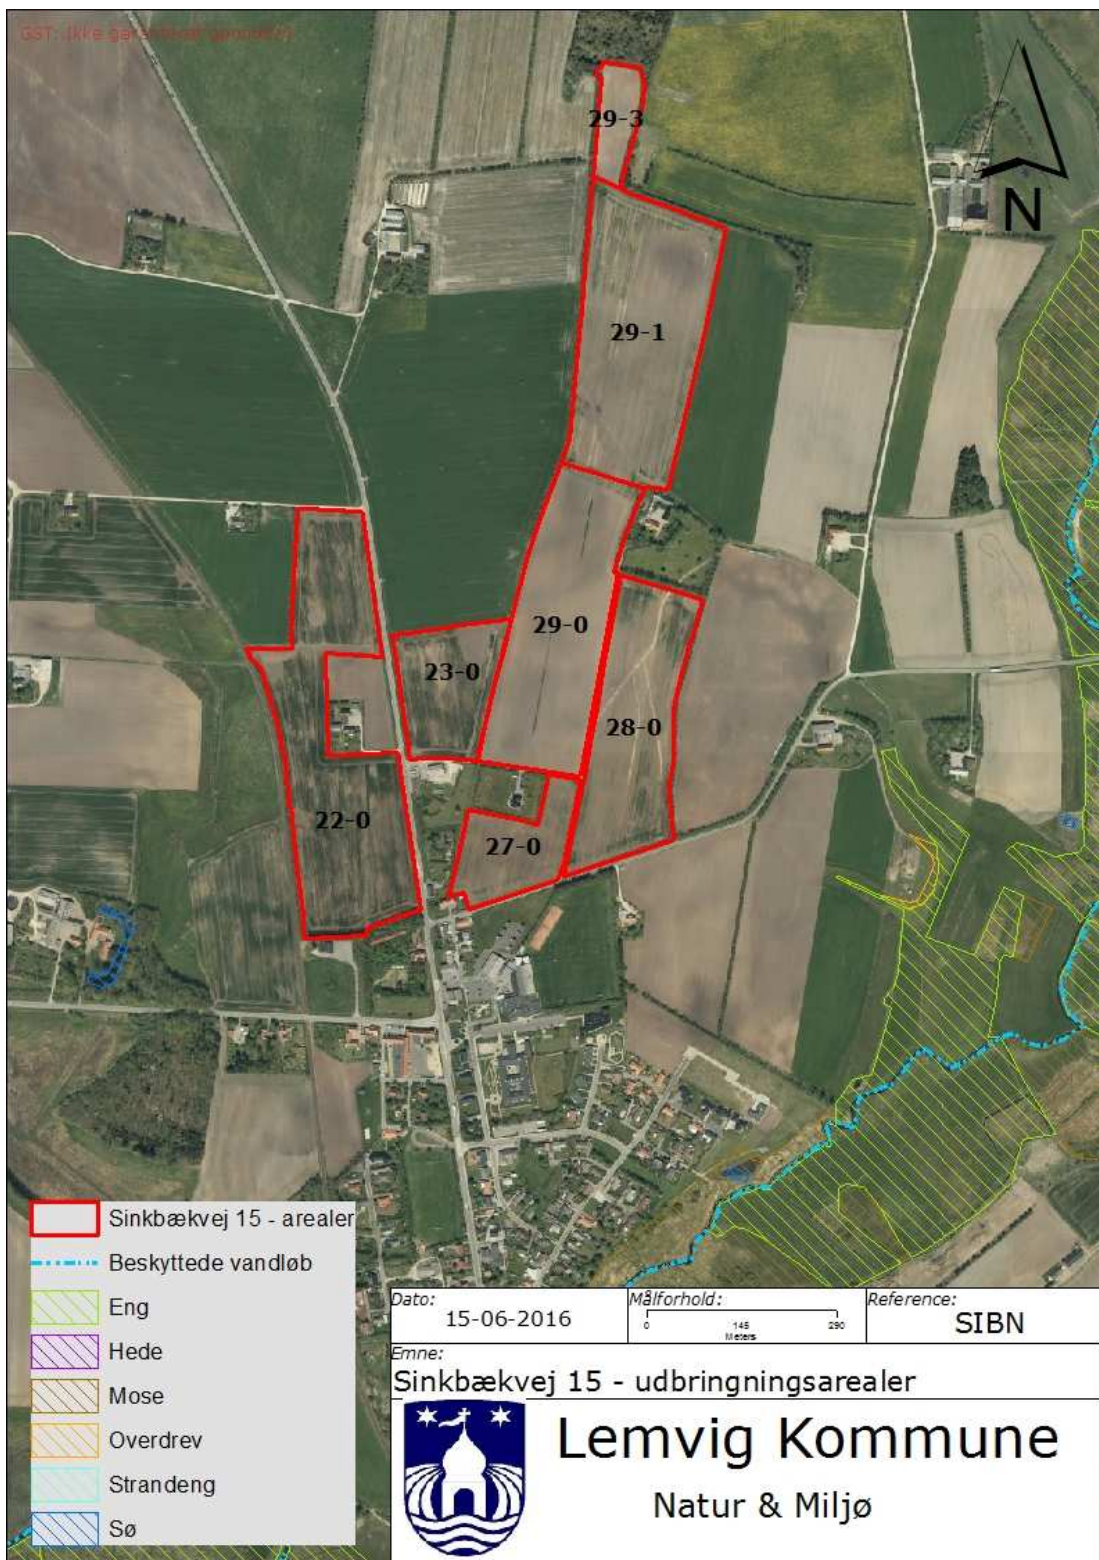 GST: Ikke
29-3
N
29-1
29-0
23-0
28-0
22-0
27-0
Sinkbækvej 15 - arealer
Beskyttede vandløb
Eng
Hede
Mose
Overdrev
Strandeng
Sø
Dato:
15-06-2016
Målforhold:
0 145 290
Meters
Reference:
SIBN
Emne:
Sinkbækvej 15 - udbringningsarealer
Lemvig Kommune
Natur & Miljø